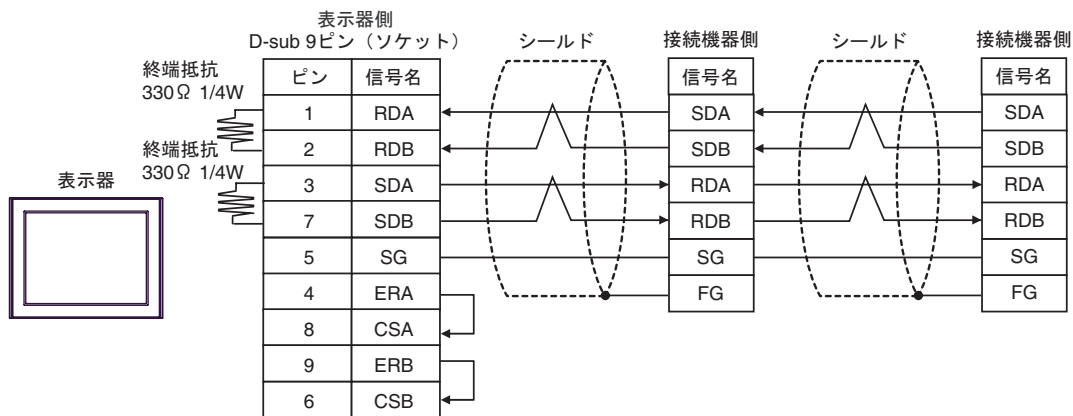 表示器側
D-sub 9ピン（ソケット）
シールド
接続機器側
シールド
接続機器側
終端抵抗
330Ω 1/4W
終端抵抗
330Ω 1/4W
表示器
ピン 信号名
1 RDA
2 RDB
3 SDA
7 SDB
5 SG
4 ERA
8 CSA
9 ERB
6 CSB
信号名
SDA
SDB
RDA
RDB
SG
FG
信号名
SDA
SDB
RDA
RDB
SG
FG